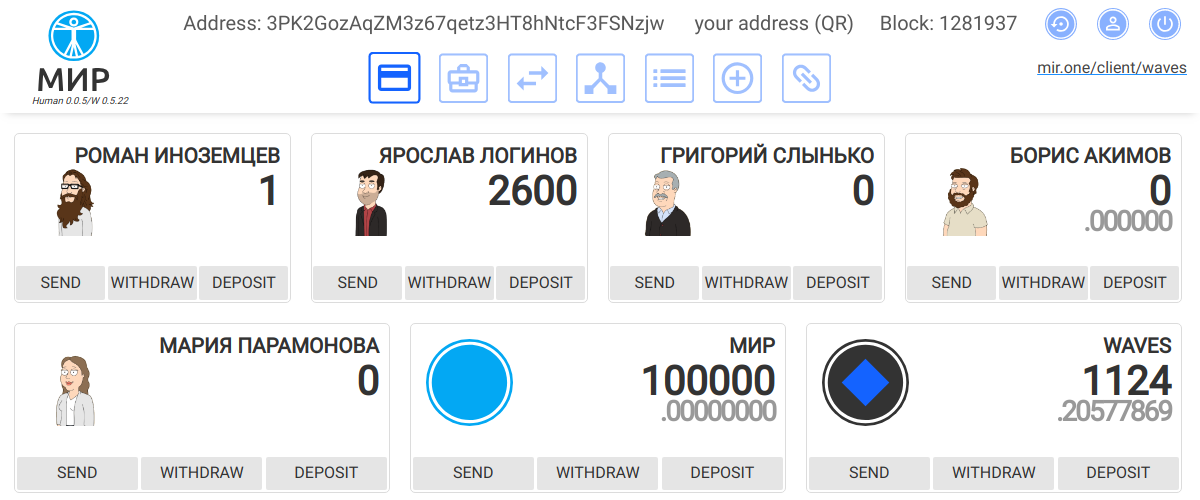 Address: 3PK2GozAqZM3z67qetz3HT8hNtcF3FSNzjw your address (QR) Block: 1281937
МИР
Human 0.0.5/W 0.5.22
mir.one/client/waves
РОМАН ИНОЗЕМЦЕВ
1
SEND WITHDRAW DEPOSIT
ЯРОСЛАВ ЛОГИНОВ
2600
SEND WITHDRAW DEPOSIT
ГРИГОРИЙ СЛЫНЬКО
0
SEND WITHDRAW DEPOSIT
БОРИС АКИМОВ
0
.000000
SEND WITHDRAW DEPOSIT
МАРИЯ ПАРАМОНОВА
0
SEND WITHDRAW DEPOSIT
МИР
100000
.00000000
SEND WITHDRAW DEPOSIT
WAVES
1124
.20577869
SEND WITHDRAW DEPOSIT